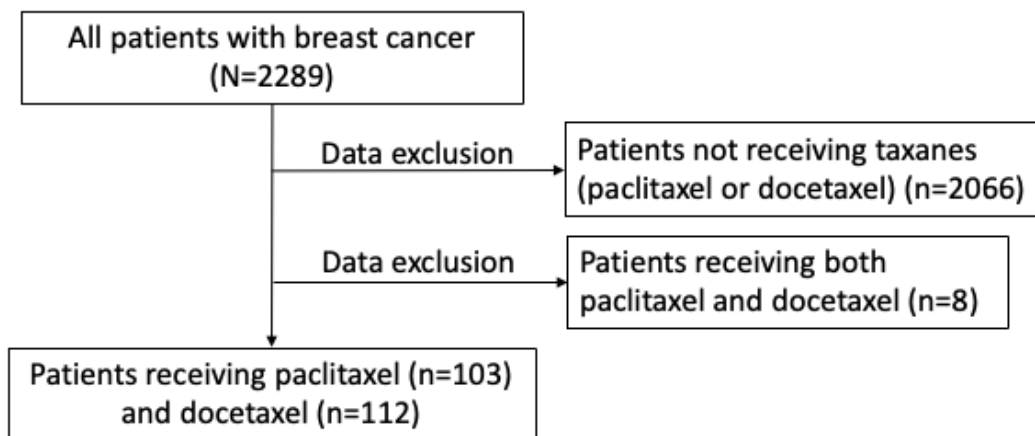 All patients with breast cancer
(N=2289)
Data exclusion
Patients not receiving taxanes
(paclitaxel or docetaxel) (n=2066)
Data exclusion
Patients receiving both
paclitaxel and docetaxel (n=8)
Patients receiving paclitaxel (n=103)
and docetaxel (n=112)